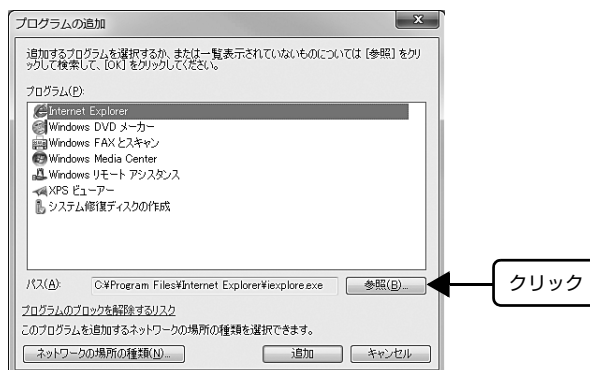 プログラムの追加
x
追加するプログラムを選択するか、または一覧表示されていないものについては [参照] をクリ
ックして検索して、[OK] をクリックしてください。
プログラム(P):
Internet Explorer
Windows DVD メーカー
Windows FAX とスキャン
Windows Media Center
Windows リモート アシスタンス
XPS ビューアー
システム修復ディスクの作成
パス(A): C:¥Program Files¥Internet Explorer¥iexplore.exe 参照(B)...
クリック
プログラムのブロックを解除するリスク
このプログラムを追加するネットワークの場所の種類を選択できます。
ネットワークの場所の種類(N)... 追加 キャンセル